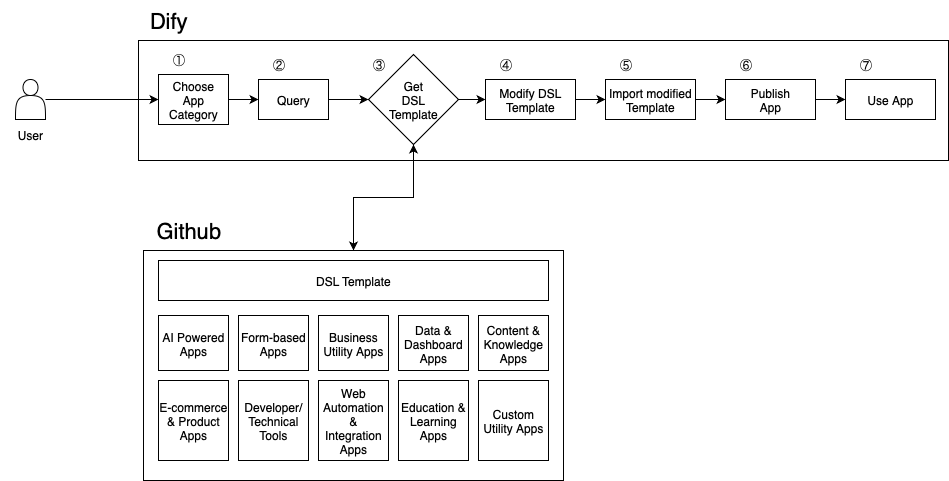 Dify
①
②
③
④
⑤
⑥
⑦
Choose
App
Category
Query
Get
DSL
Template
Modify DSL
Template
Import modified
Template
Publish
App
Use App
User
Github
DSL Template
AI Powered
Apps
Form-based
Apps
Business
Utility Apps
Data &
Dashboard
Apps
Content &
Knowledge
Apps
E-commerce
& Product
Apps
Developer/
Technical
Tools
Web
Automation
&
Integration
Apps
Education &
Learning
Apps
Custom
Utility Apps